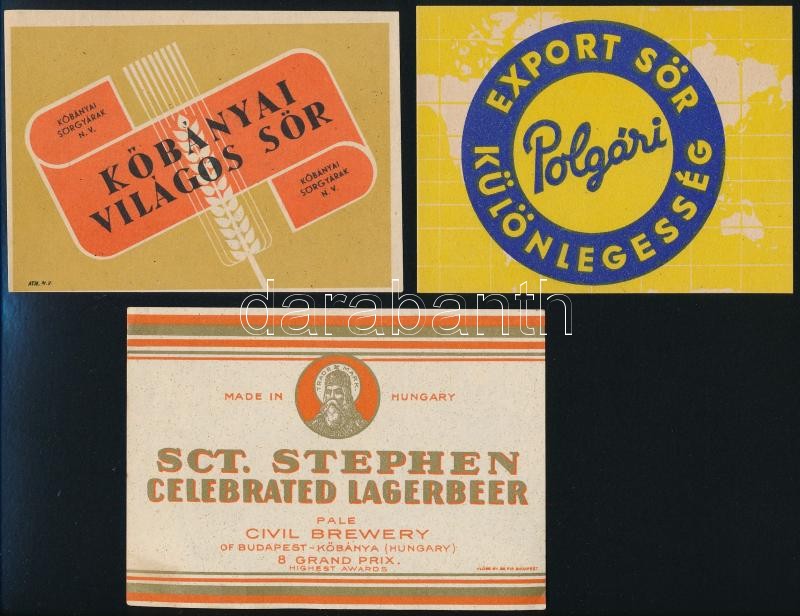 KŐBÁNYAI
SÖRGYÁRAK
N.V.
KŐBÁNYAI
VILÁGOS SÖR
KŐBÁNYAI
SÖRGYÁRAK
N.V.
ATH. N.V.
EXPORT SÖR
Polgári
KÜLÖNLEGESSÉG
darabanth
TRADE MARK.
MADE IN HUNGARY
SCT. STEPHEN
CELEBRATED LAGERBEER
PALE
CIVIL BREWERY
OF BUDAPEST-KŐBÁNYA (HUNGARY)
8 GRAND PRIX.
HIGHEST AWARDS